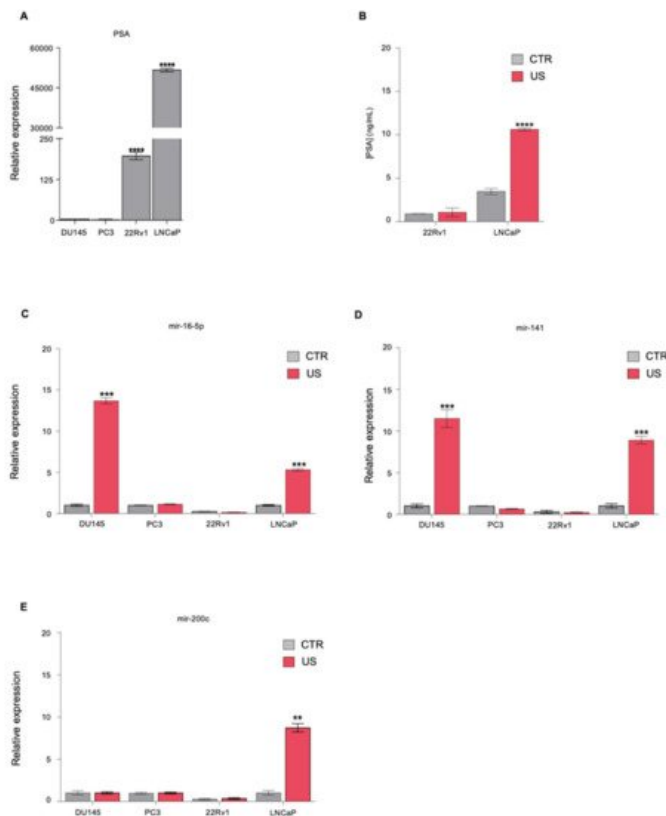 A
PSA
Relative expression
60000
45000
30000
250
125
0
****
****
DU145 PC3 22Rv1 LNCaP
B
[PSA] (ng/mL)
20
15
10
5
0
CTR
US
****
22Rv1 LNCaP
C
mir-16-5p
Relative expression
20
15
10
5
0
CTR
US
***
***
DU145 PC3 22Rv1 LNCaP
D
mir-141
Relative expression
20
15
10
5
0
CTR
US
***
***
DU145 PC3 22Rv1 LNCaP
E
mir-200c
Relative expression
20
15
10
5
0
CTR
US
**
DU145 PC3 22Rv1 LNCaP